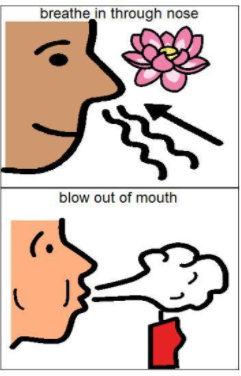 breathe in through nose
blow out of mouth